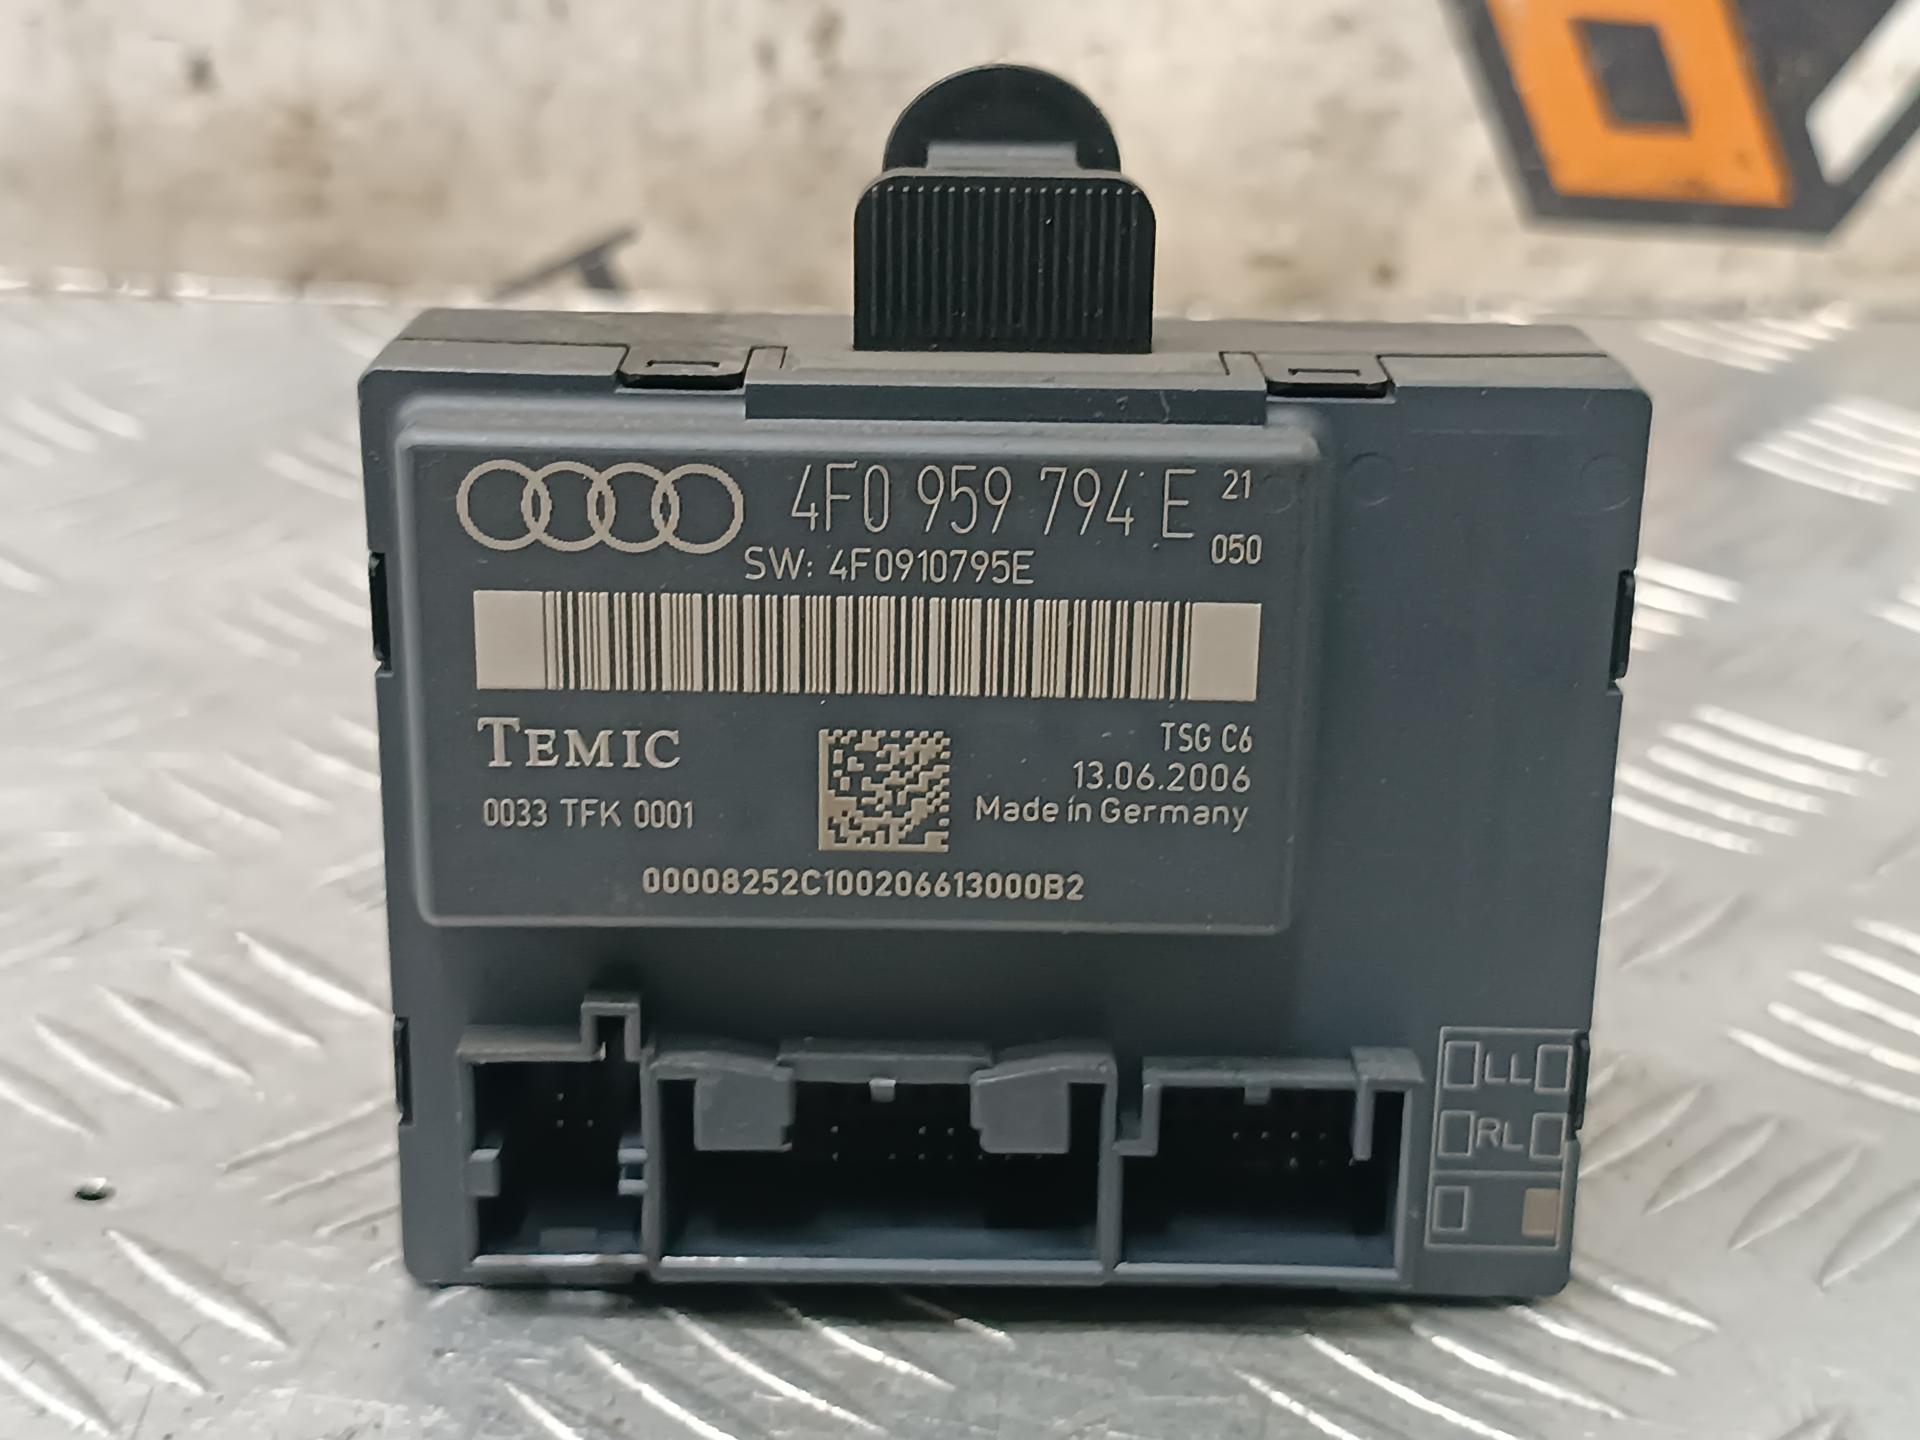 4F0 959 794 E 21
050
SW: 4F0910795E
TEMIC
TSG C6
13.06.2006
0033 TFK 0001
Made in Germany
00008252C100206613000B2
LL
RL